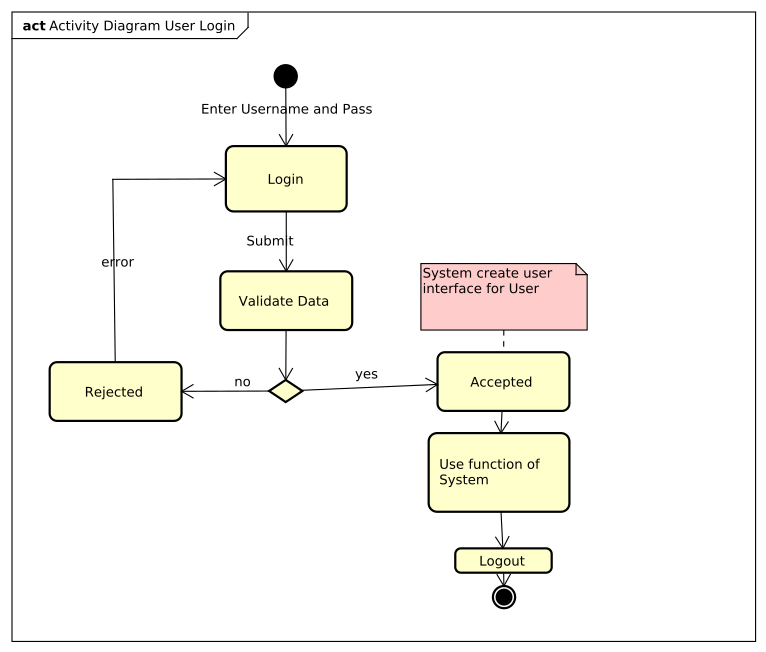 act Activity Diagram User Login
Enter Username and Pass
Login
Submit
error
System create user
interface for User
Validate Data
yes
no
Accepted
Rejected
Use function of
System
Logout